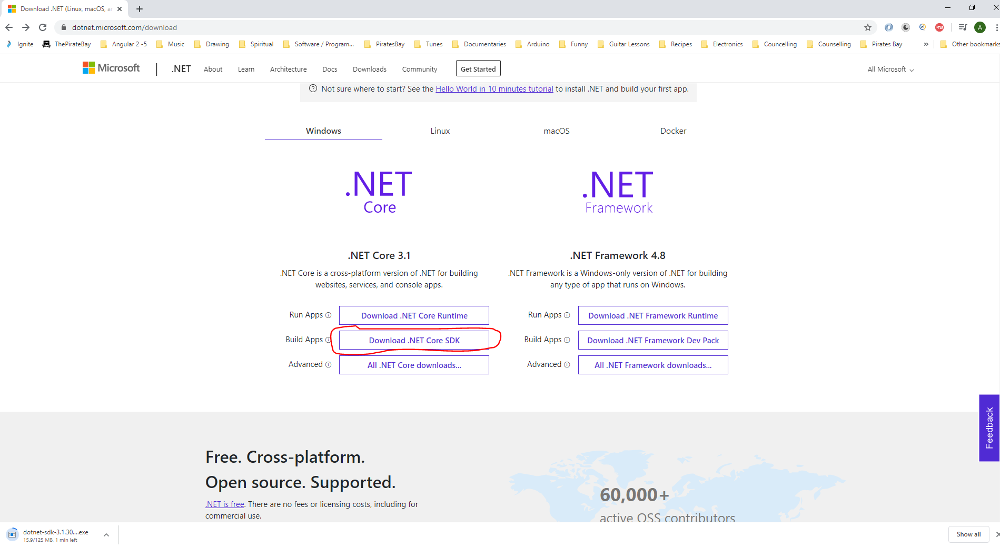 Download .NET (Linux, macOS, ar
dotnet.microsoft.com/download
A
Ignite ThePirateBay Angular 2 -5 Music Drawing Spiritual Software / Program... PiratesBay Tunes Documentaries Arduino Funny Guitar Lessons Recipes Electronics Councelling Counselling Pirates Bay » Other bookmarks
Microsoft | .NET About Learn Architecture Docs Downloads Community Get Started All Microsoft
Not sure where to start? See the Hello World in 10 minutes tutorial to install .NET and build your first app.
Windows Linux macOS Docker
.NET Core
.NET Framework
.NET Core 3.1
.NET Core is a cross-platform version of .NET for building
websites, services, and console apps.
Run Apps Download .NET Core Runtime
Build Apps Download .NET Core SDK
Advanced All .NET Core downloads...
.NET Framework 4.8
.NET Framework is a Windows-only version of .NET for building
any type of app that runs on Windows.
Run Apps Download .NET Framework Runtime
Build Apps Download .NET Framework Dev Pack
Advanced All .NET Framework downloads...
Feedback
Free. Cross-platform.
Open source. Supported.
.NET is free. There are no fees or licensing costs, including for
commercial use.
60,000+
active OSS contributors
dotnet-sdk-3.1.30....exe
15.9/125 MB, 1 min left
Show all